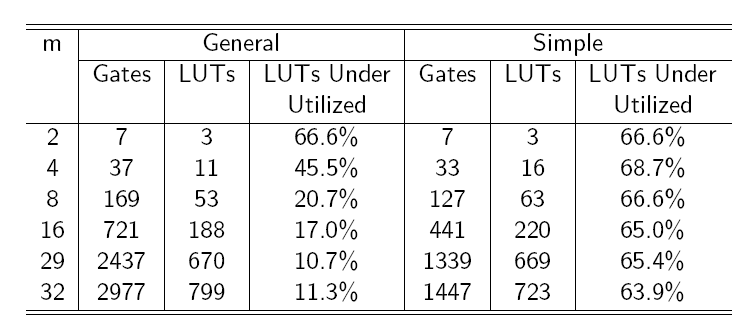 m General Simple
Gates LUTs LUTs Under Gates LUTs LUTs Under
Utilized Utilized
2 7 3 66.6% 7 3 66.6%
4 37 11 45.5% 33 16 68.7%
8 169 53 20.7% 127 63 66.6%
16 721 188 17.0% 441 220 65.0%
29 2437 670 10.7% 1339 669 65.4%
32 2977 799 11.3% 1447 723 63.9%